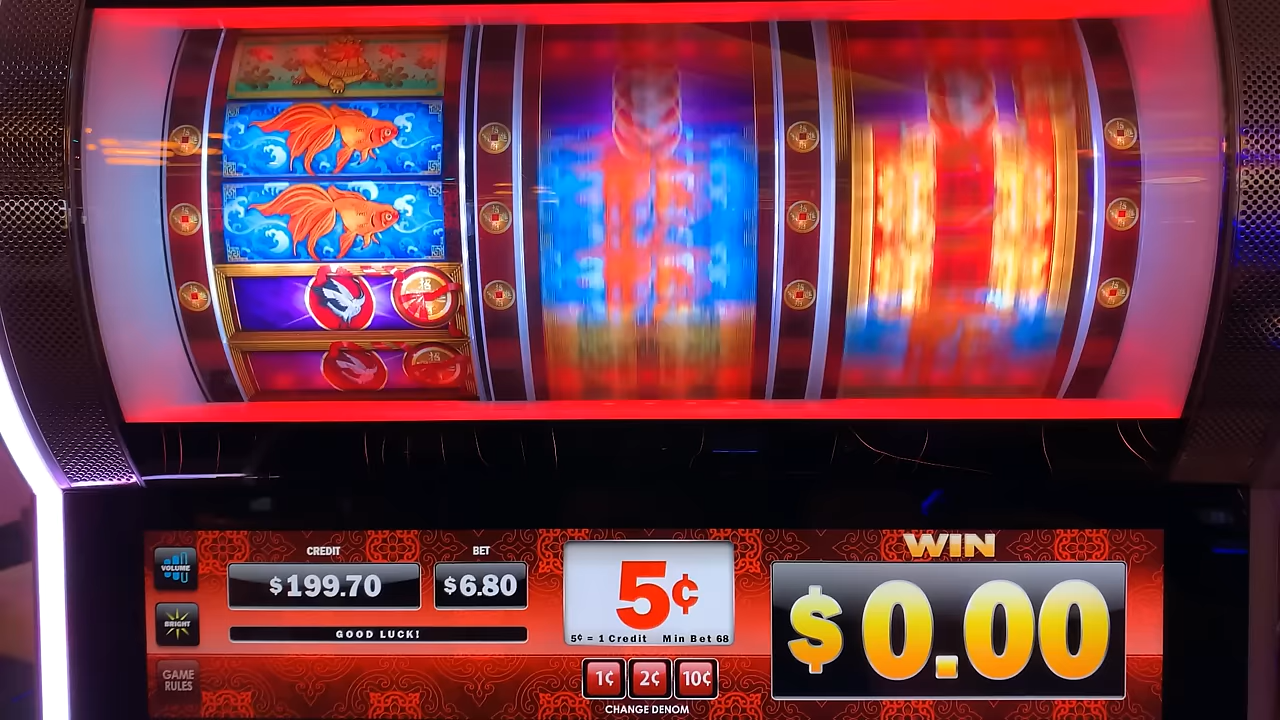 CREDIT
BET
WIN
VOLUME
$199.70
$6.80
5¢
$0.00
BRIGHT
GOOD LUCK!
5¢ = 1 Credit Min Bet 68
GAME
RULES
1¢
2¢
10¢
CHANGE DENOM